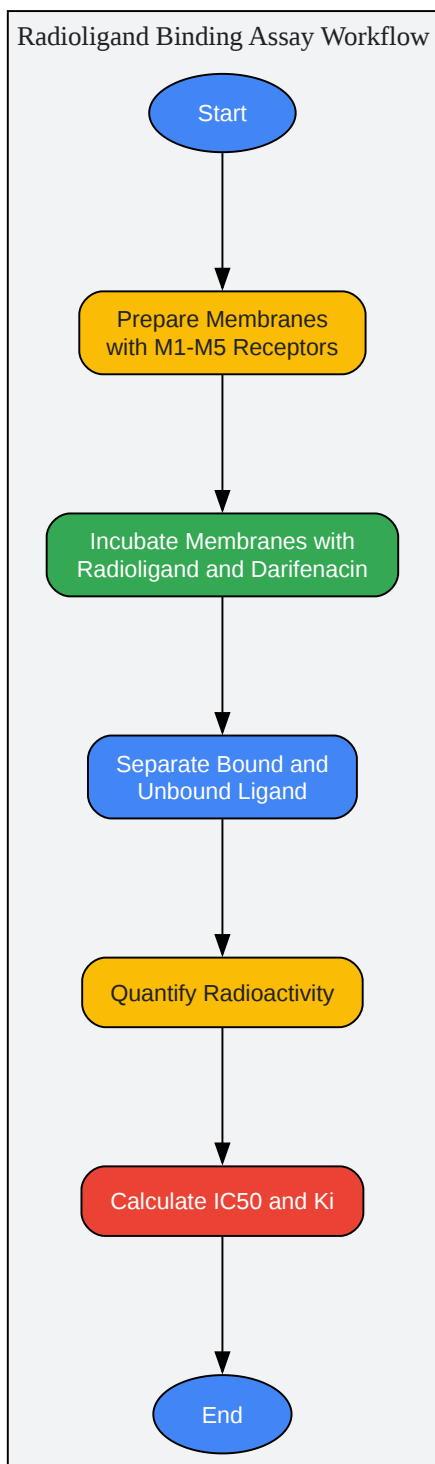 Radioligand Binding Assay Workflow
Start
Prepare Membranes
with M1-M5 Receptors
Incubate Membranes with
Radioligand and Darifenacin
Separate Bound and
Unbound Ligand
Quantify Radioactivity
Calculate IC50 and Ki
End